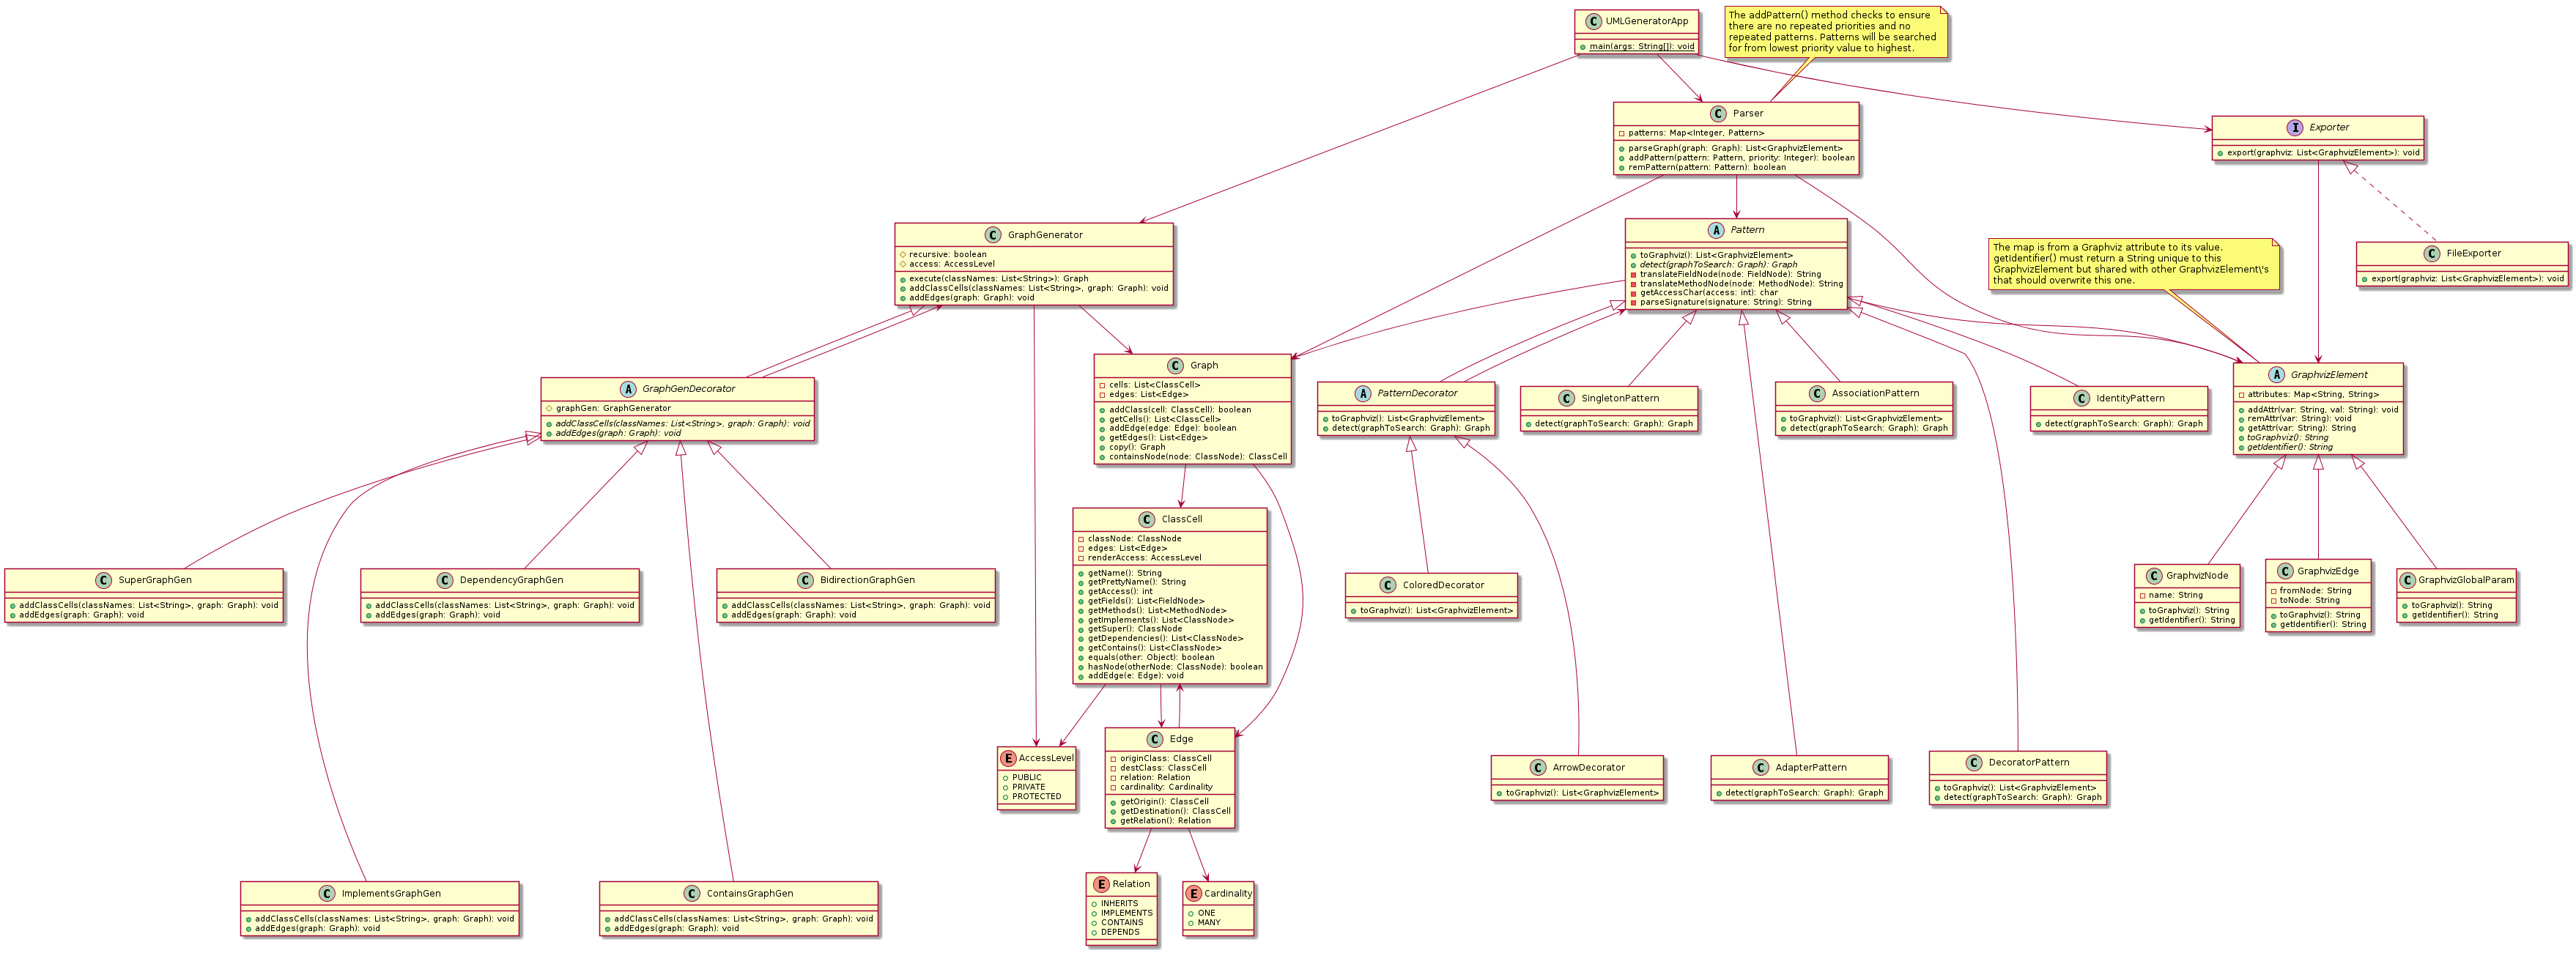 C UMLGeneratorApp
main(args: String[]): void
The addPattern() method checks to ensure
there are no repeated priorities and no
repeated patterns. Patterns will be searched
for from lowest priority value to highest.
C Parser
patterns: Map<Integer, Pattern>
parseGraph(graph: Graph): List<GraphvizElement>
addPattern(pattern: Pattern, priority: Integer): boolean
remPattern(pattern: Pattern): boolean
I Exporter
export(graphviz: List<GraphvizElement>): void
C GraphGenerator
recursive: boolean
access: AccessLevel
execute(classNames: List<String>): Graph
addClassCells(classNames: List<String>, graph: Graph): void
addEdges(graph: Graph): void
A Pattern
toGraphviz(): List<GraphvizElement>
detect(graphToSearch: Graph): Graph
translateFieldNode(node: FieldNode): String
translateMethodNode(node: MethodNode): String
getAccessChar(access: int): char
parseSignature(signature: String): String
The map is from a Graphviz attribute to its value.
getIdentifier() must return a String unique to this
GraphvizElement but shared with other GraphvizElement\'s
that should overwrite this one.
C FileExporter
export(graphviz: List<GraphvizElement>): void
A GraphGenDecorator
graphGen: GraphGenerator
addClassCells(classNames: List<String>, graph: Graph): void
addEdges(graph: Graph): void
C Graph
cells: List<ClassCell>
edges: List<Edge>
addClass(cell: ClassCell): boolean
getCells(): List<ClassCell>
addEdge(edge: Edge): boolean
getEdges(): List<Edge>
copy(): Graph
containsNode(node: ClassNode): ClassCell
A PatternDecorator
toGraphviz(): List<GraphvizElement>
detect(graphToSearch: Graph): Graph
C SingletonPattern
detect(graphToSearch: Graph): Graph
C AssociationPattern
toGraphviz(): List<GraphvizElement>
detect(graphToSearch: Graph): Graph
C IdentityPattern
detect(graphToSearch: Graph): Graph
A GraphvizElement
attributes: Map<String, String>
addAttr(var: String, val: String): void
remAttr(var: String): void
getAttr(var: String): String
toGraphviz(): String
getIdentifier(): String
C SuperGraphGen
addClassCells(classNames: List<String>, graph: Graph): void
addEdges(graph: Graph): void
C DependencyGraphGen
addClassCells(classNames: List<String>, graph: Graph): void
addEdges(graph: Graph): void
C BidirectionGraphGen
addClassCells(classNames: List<String>, graph: Graph): void
addEdges(graph: Graph): void
C ClassCell
classNode: ClassNode
edges: List<Edge>
renderAccess: AccessLevel
getName(): String
getPrettyName(): String
getAccess(): int
getFields(): List<FieldNode>
getMethods(): List<MethodNode>
getImplements(): List<ClassNode>
getSuper(): ClassNode
getDependencies(): List<ClassNode>
getContains(): List<ClassNode>
equals(other: Object): boolean
hasNode(otherNode: ClassNode): boolean
addEdge(e: Edge): void
C ColoredDecorator
toGraphviz(): List<GraphvizElement>
C GraphvizNode
name: String
toGraphviz(): String
getIdentifier(): String
C GraphvizEdge
fromNode: String
toNode: String
toGraphviz(): String
getIdentifier(): String
C GraphvizGlobalParam
toGraphviz(): String
getIdentifier(): String
E AccessLevel
PUBLIC
PRIVATE
PROTECTED
C Edge
originClass: ClassCell
destClass: ClassCell
relation: Relation
cardinality: Cardinality
getOrigin(): ClassCell
getDestination(): ClassCell
getRelation(): Relation
C ArrowDecorator
toGraphviz(): List<GraphvizElement>
C AdapterPattern
detect(graphToSearch: Graph): Graph
C DecoratorPattern
toGraphviz(): List<GraphvizElement>
detect(graphToSearch: Graph): Graph
C ImplementsGraphGen
addClassCells(classNames: List<String>, graph: Graph): void
addEdges(graph: Graph): void
C ContainsGraphGen
addClassCells(classNames: List<String>, graph: Graph): void
addEdges(graph: Graph): void
E Relation
INHERITS
IMPLEMENTS
CONTAINS
DEPENDS
E Cardinality
ONE
MANY